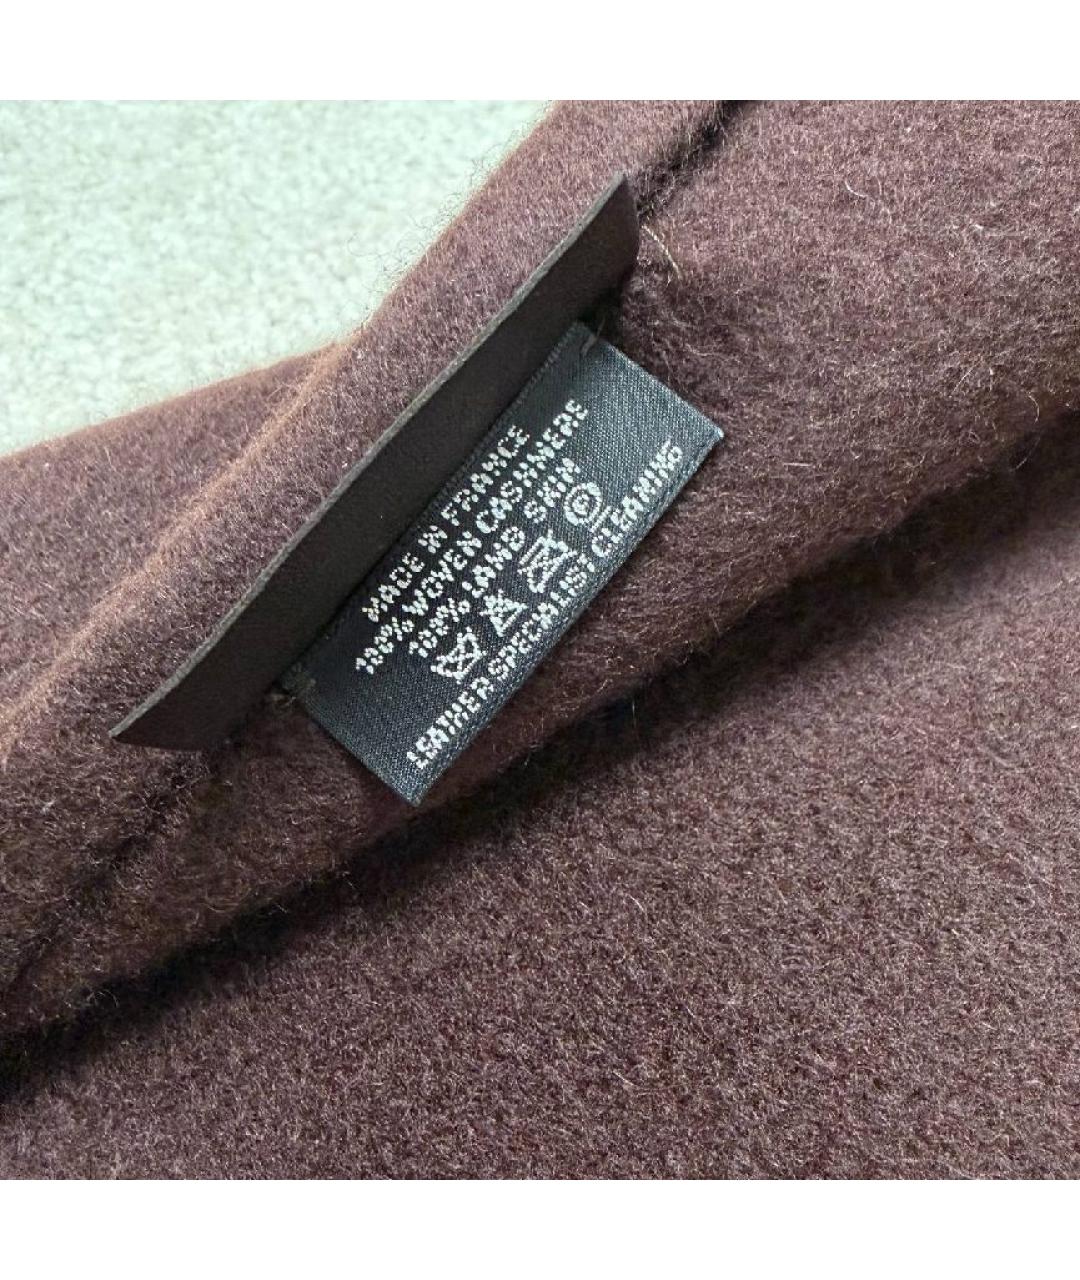 MADE IN FRANCE
100% WOVEN CASHMERE
100% LAMB SKIN
LEATHER SPECIALIST CLEANING